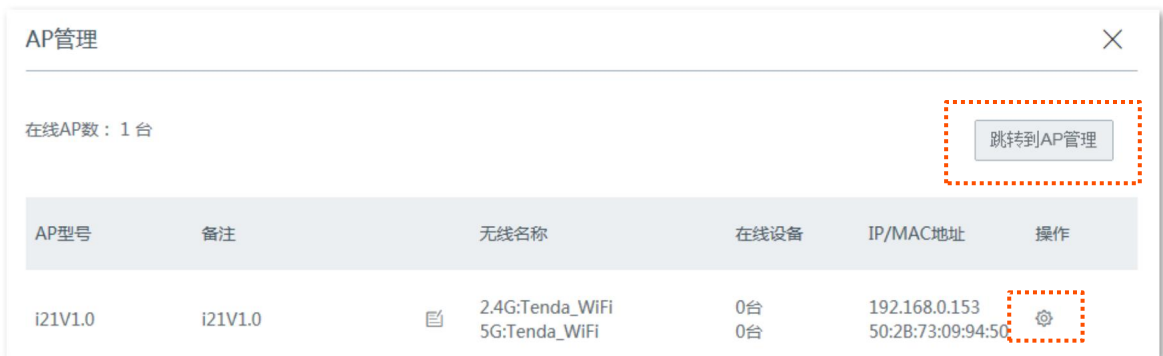 AP管理
在线AP数：1 台
跳转到AP管理
AP型号 备注 无线名称 在线设备 IP/MAC地址 操作
i21V1.0 i21V1.0 2.4G:Tenda_WiFi 0台 192.168.0.153
5G:Tenda_WiFi 0台 50:2B:73:09:94:50